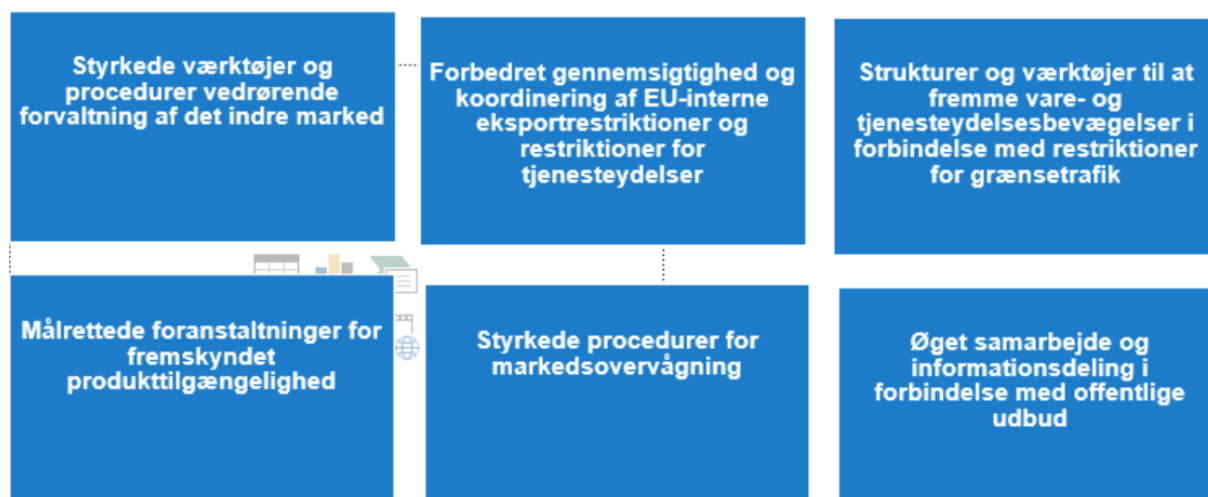 Styrkede værktøjer og
procedurer vedrørende
forvaltning af det indre marked
Forbedret gennemsigtighed og
koordinering af EU-interne
eksportrestriktioner og
restriktioner for
tjenesteydelser
Strukturer og værktøjer til at
fremme vare- og
tjenesteydelsesbevægelser i
forbindelse med restriktioner
for grænsetrafik
Målrettede foranstaltninger for
fremskyndet
produkttilgængelighed
Styrkede procedurer for
markedsovervågning
Øget samarbejde og
informationsdeling i
forbindelse med offentlige
udbud